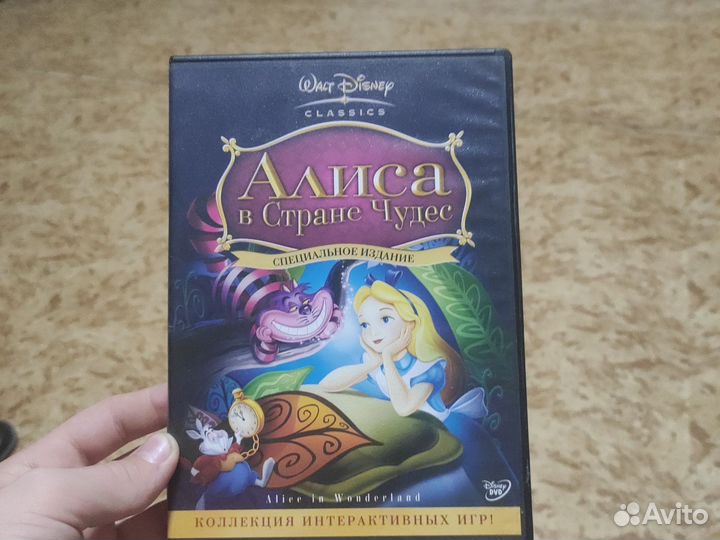 WALT DISNEY
CLASSICS
АЛИСА
В СТРАНЕ ЧУДЕС
СПЕЦИАЛЬНОЕ ИЗДАНИЕ
Alice in Wonderland
Disney
DVD
КОЛЛЕКЦИЯ ИНТЕРАКТИВНЫХ ИГР!
Avito